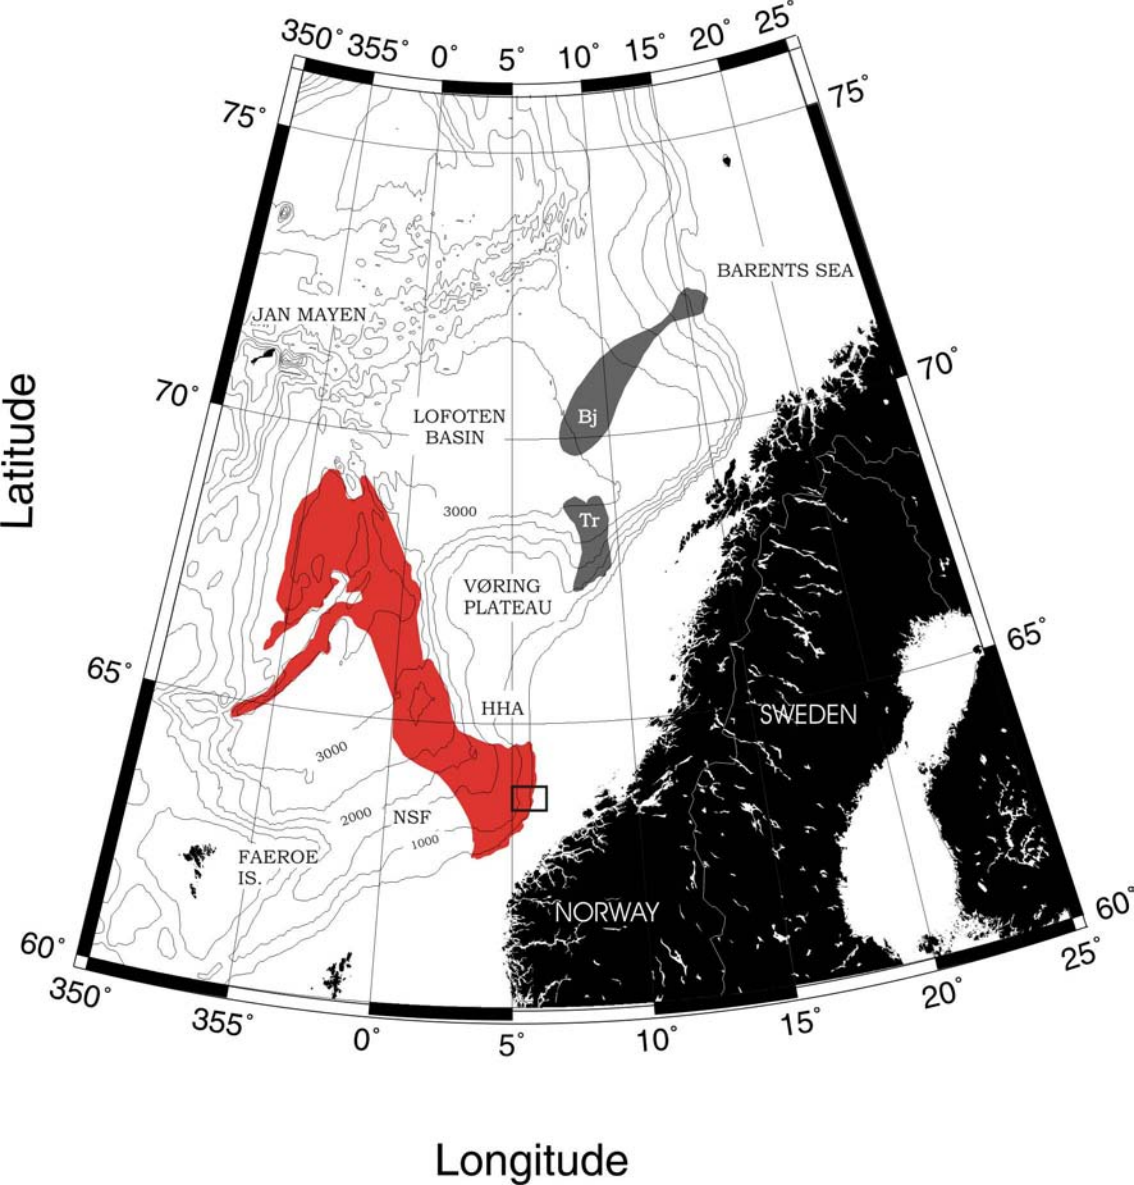 350° 355° 0° 5° 10° 15° 20° 25°
75° 75°
BARENTS SEA
JAN MAYEN
70° 70°
LOFOTEN
BASIN
Bj
3000
Tr
VØRING
PLATEAU
65° 65°
HHA
SWEDEN
3000
2000
NSF
1000
FAEROE
IS.
NORWAY
60° 60°
350° 355° 0° 5° 10° 15° 20° 25°
Latitude
Longitude